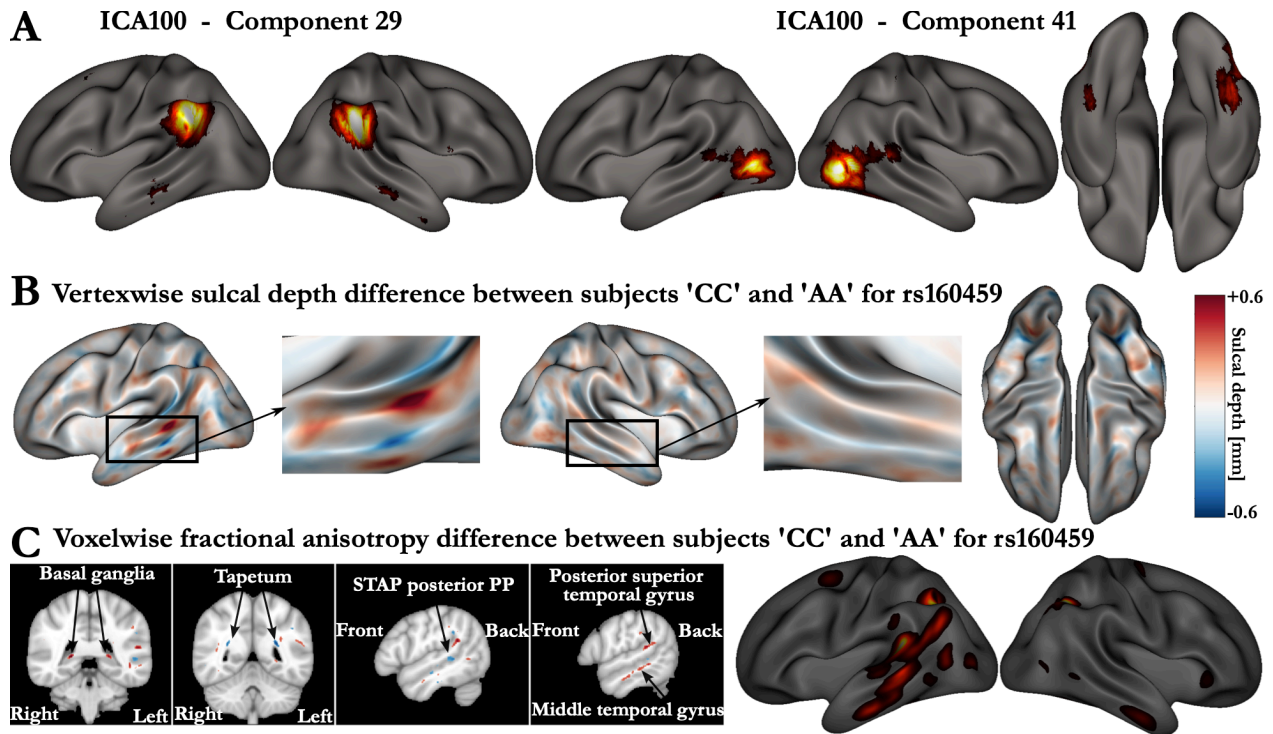 A
ICA100 - Component 29
ICA100 - Component 41
B Vertexwise sulcal depth difference between subjects 'CC' and 'AA' for rs160459
+0.6
Sulcal depth [mm]
-0.6
C Voxelwise fractional anisotropy difference between subjects 'CC' and 'AA' for rs160459
Basal ganglia
Right
Left
Tapetum
Right
Left
STAP posterior PP
Front
Back
Posterior superior
temporal gyrus
Front
Back
Middle temporal gyrus